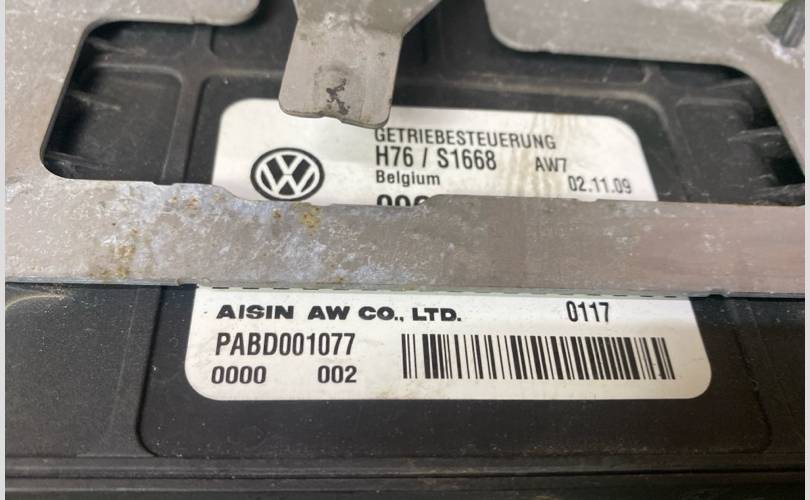 GETRIEBESTEUERUNG
H76 / S1668 AW7
Belgium 02.11.09
AISIN AW CO., LTD. 0117
PABD001077
0000 002